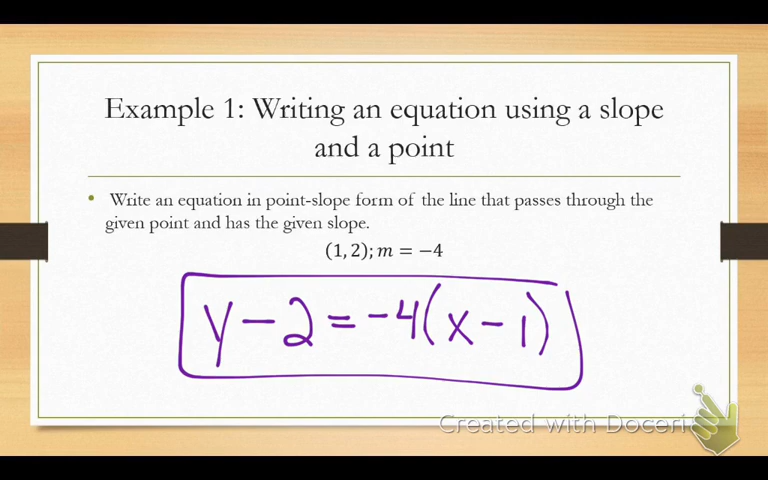 Example 1: Writing an equation using a slope
and a point
• Write an equation in point-slope form of the line that passes through the
given point and has the given slope.
(1, 2); m = −4
y − 2 = −4(x − 1)
Created with Doceri